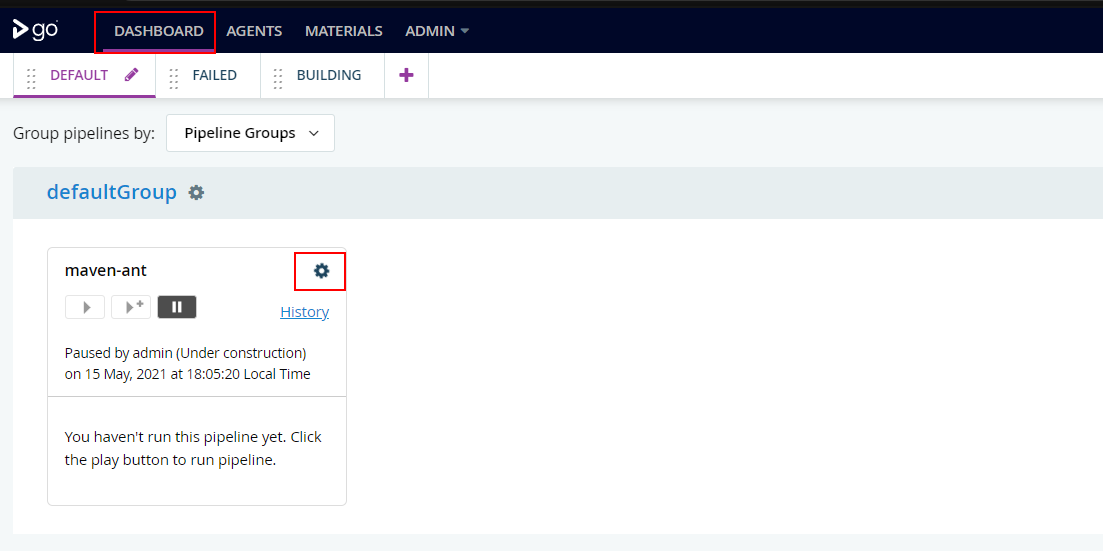 go
DASHBOARD AGENTS MATERIALS ADMIN
DEFAULT FAILED BUILDING
Group pipelines by: Pipeline Groups
defaultGroup
maven-ant
History
Paused by admin (Under construction)
on 15 May, 2021 at 18:05:20 Local Time
You haven't run this pipeline yet. Click
the play button to run pipeline.